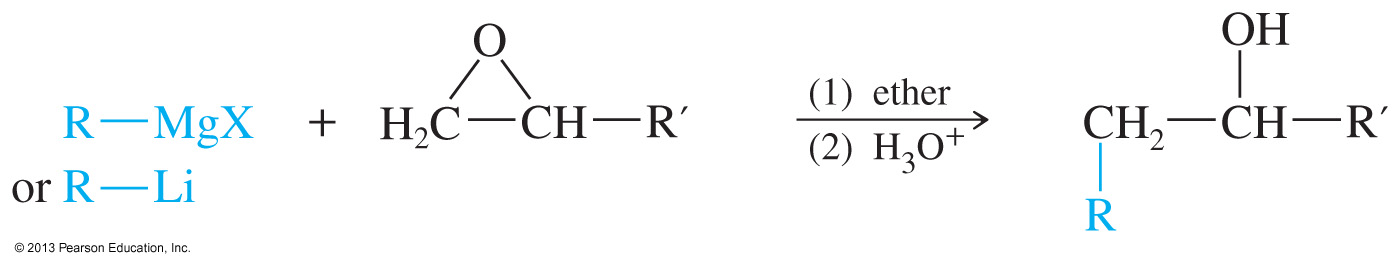 O OH
R—MgX + H₂C—CH—R′ (1) ether CH₂—CH—R′
(2) H₃O⁺
or R—Li R
© 2013 Pearson Education, Inc.